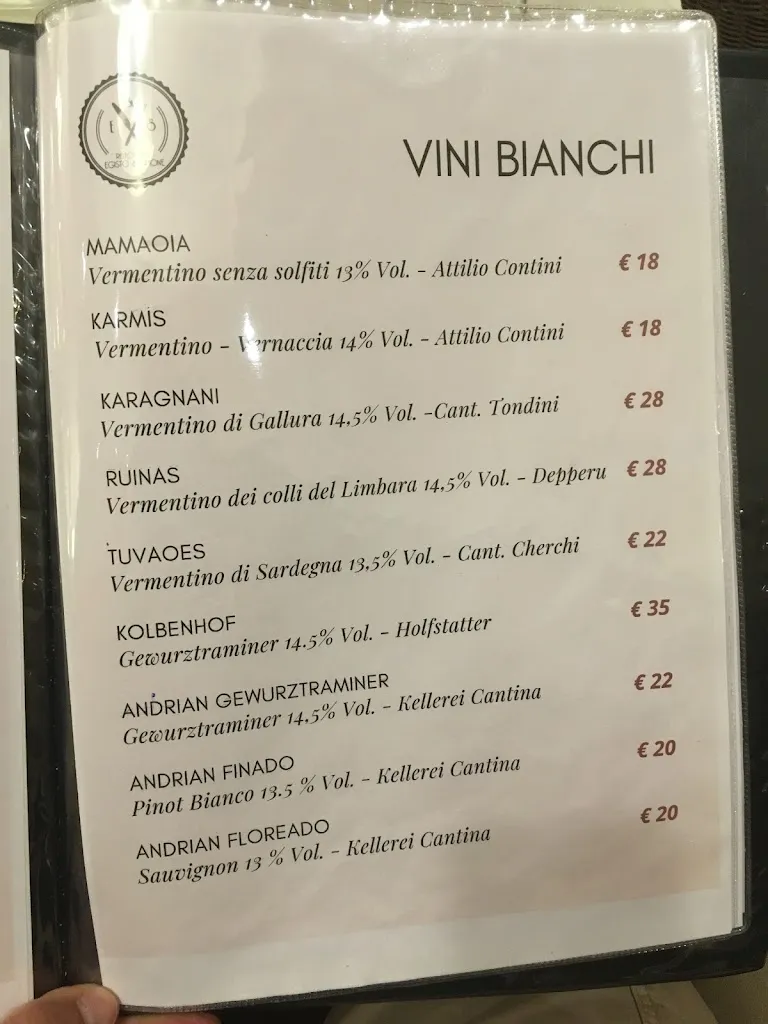 E S
VINI BIANCHI
MAMAOIA
Vermentino senza solfiti 13% Vol. - Attilio Contini € 18
KARMIS
Vermentino - Vernaccia 14% Vol. - Attilio Contini € 18
KARAGNANI
Vermentino di Gallura 14,5% Vol. -Cant. Tondini € 28
RUINAS
Vermentino dei colli del Limbara 14,5% Vol. - Depperu € 28
TUVAOES
Vermentino di Sardegna 13,5% Vol. - Cant. Cherchi € 22
KOLBENHOF
Gewurztraminer 14.5% Vol. - Holfstatter € 35
ANDRIAN GEWURZTRAMINER
Gewurztraminer 14,5% Vol. - Kellerei Cantina € 22
ANDRIAN FINADO
Pinot Bianco 13.5 % Vol. - Kellerei Cantina € 20
ANDRIAN FLOREADO
Sauvignon 13 % Vol. - Kellerei Cantina € 20